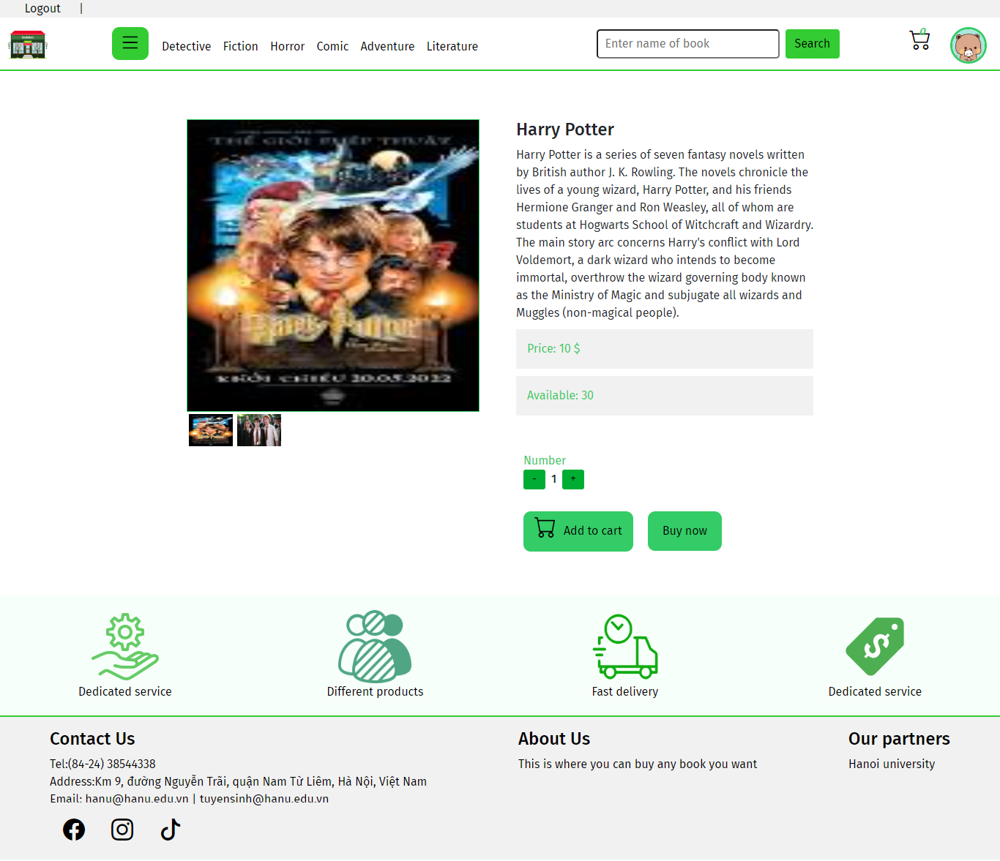 Logout |
Detective Fiction Horror Comic Adventure Literature
Enter name of book
Search
0
THẾ GIỚI PHÉP THUẬT
Harry Potter
KHỞI CHIẾU 20.05.2022
Harry Potter
Harry Potter is a series of seven fantasy novels written
by British author J. K. Rowling. The novels chronicle the
lives of a young wizard, Harry Potter, and his friends
Hermione Granger and Ron Weasley, all of whom are
students at Hogwarts School of Witchcraft and Wizardry.
The main story arc concerns Harry's conflict with Lord
Voldemort, a dark wizard who intends to become
immortal, overthrow the wizard governing body known
as the Ministry of Magic and subjugate all wizards and
Muggles (non-magical people).
Price: 10 $
Available: 30
Number
- 1 +
Add to cart
Buy now
Dedicated service
Different products
Fast delivery
Dedicated service
Contact Us
Tel:(84-24) 38544338
Address:Km 9, đường Nguyễn Trãi, quận Nam Từ Liêm, Hà Nội, Việt Nam
Email: hanu@hanu.edu.vn | tuyensinh@hanu.edu.vn
About Us
This is where you can buy any book you want
Our partners
Hanoi university